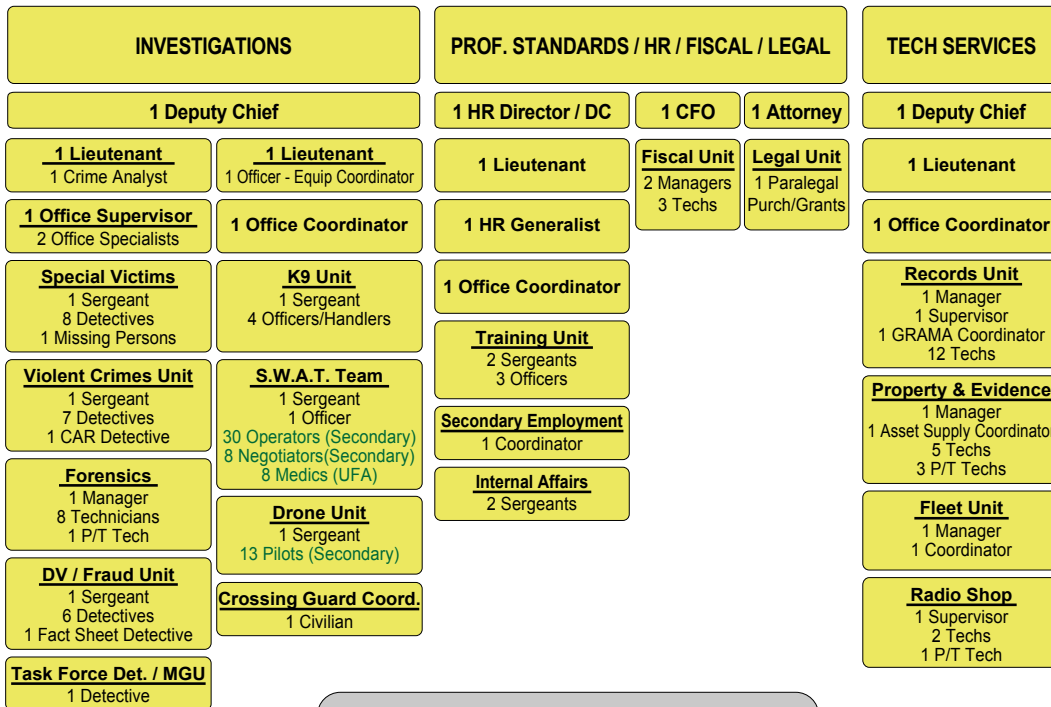 INVESTIGATIONS
1 Deputy Chief
1 Lieutenant
1 Crime Analyst
1 Office Supervisor
2 Office Specialists
Special Victims
1 Sergeant
8 Detectives
1 Missing Persons
Violent Crimes Unit
1 Sergeant
7 Detectives
1 CAR Detective
Forensics
1 Manager
8 Technicians
1 P/T Tech
DV / Fraud Unit
1 Sergeant
6 Detectives
1 Fact Sheet Detective
Task Force Det. / MGU
1 Detective
1 Lieutenant
1 Officer - Equip Coordinator
1 Office Coordinator
K9 Unit
1 Sergeant
4 Officers/Handlers
S.W.A.T. Team
1 Sergeant
1 Officer
30 Operators (Secondary)
8 Negotiators(Secondary)
8 Medics (UFA)
Drone Unit
1 Sergeant
13 Pilots (Secondary)
Crossing Guard Coord.
1 Civilian
PROF. STANDARDS / HR / FISCAL / LEGAL
1 HR Director / DC
1 Lieutenant
1 HR Generalist
1 Office Coordinator
Training Unit
2 Sergeants
3 Officers
Secondary Employment
1 Coordinator
Internal Affairs
2 Sergeants
1 CFO
Fiscal Unit
2 Managers
3 Techs
1 Attorney
Legal Unit
1 Paralegal
Purch/Grants
TECH SERVICES
1 Deputy Chief
1 Lieutenant
1 Office Coordinator
Records Unit
1 Manager
1 Supervisor
1 GRAMA Coordinator
12 Techs
Property & Evidence
1 Manager
1 Asset Supply Coordinator
5 Techs
3 P/T Techs
Fleet Unit
1 Manager
1 Coordinator
Radio Shop
1 Supervisor
2 Techs
1 P/T Tech